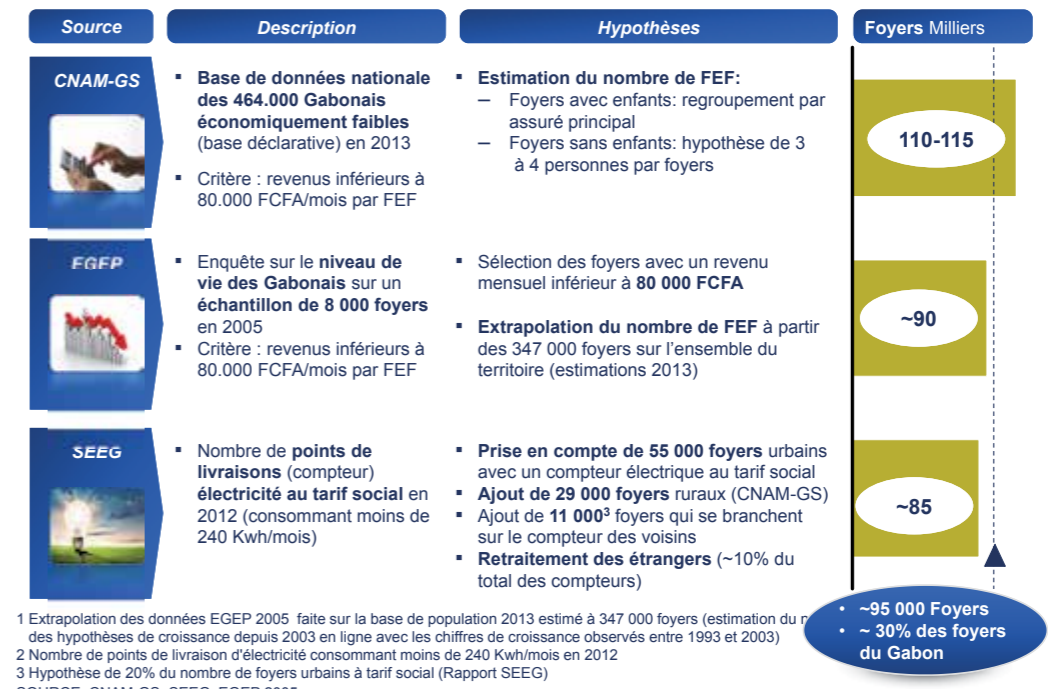 Source
Description
Hypothèses
Foyers Milliers
CNAM-GS
▪ Base de données nationale
des 464.000 Gabonais
économiquement faibles
(base déclarative) en 2013
▪ Critère : revenus inférieurs à
80.000 FCFA/mois par FEF
▪ Estimation du nombre de FEF:
– Foyers avec enfants: regroupement par
assuré principal
– Foyers sans enfants: hypothèse de 3
à 4 personnes par foyers
110-115
EGEP
▪ Enquête sur le niveau de
vie des Gabonais sur un
échantillon de 8 000 foyers
en 2005
▪ Critère : revenus inférieurs à
80.000 FCFA/mois par FEF
▪ Sélection des foyers avec un revenu
mensuel inférieur à 80 000 FCFA
▪ Extrapolation du nombre de FEF à partir
des 347 000 foyers sur l’ensemble du
territoire (estimations 2013)
~90
SEEG
▪ Nombre de points de
livraisons (compteur)
électricité au tarif social en
2012 (consommant moins de
240 Kwh/mois)
▪ Prise en compte de 55 000 foyers urbains
avec un compteur électrique au tarif social
▪ Ajout de 29 000 foyers ruraux (CNAM-GS)
▪ Ajout de 11 000³ foyers qui se branchent
sur le compteur des voisins
▪ Retraitement des étrangers (~10% du
total des compteurs)
~85
• ~95 000 Foyers
• ~ 30% des foyers
du Gabon
1 Extrapolation des données EGEP 2005 faite sur la base de population 2013 estimé à 347 000 foyers (estimation du
des hypothèses de croissance depuis 2003 en ligne avec les chiffres de croissance observés entre 1993 et 2003)
2 Nombre de points de livraison d'électricité consommant moins de 240 Kwh/mois en 2012
3 Hypothèse de 20% du nombre de foyers urbains à tarif social (Rapport SEEG)
SOURCE: CNAM-GS, SEEG, EGEP 2005